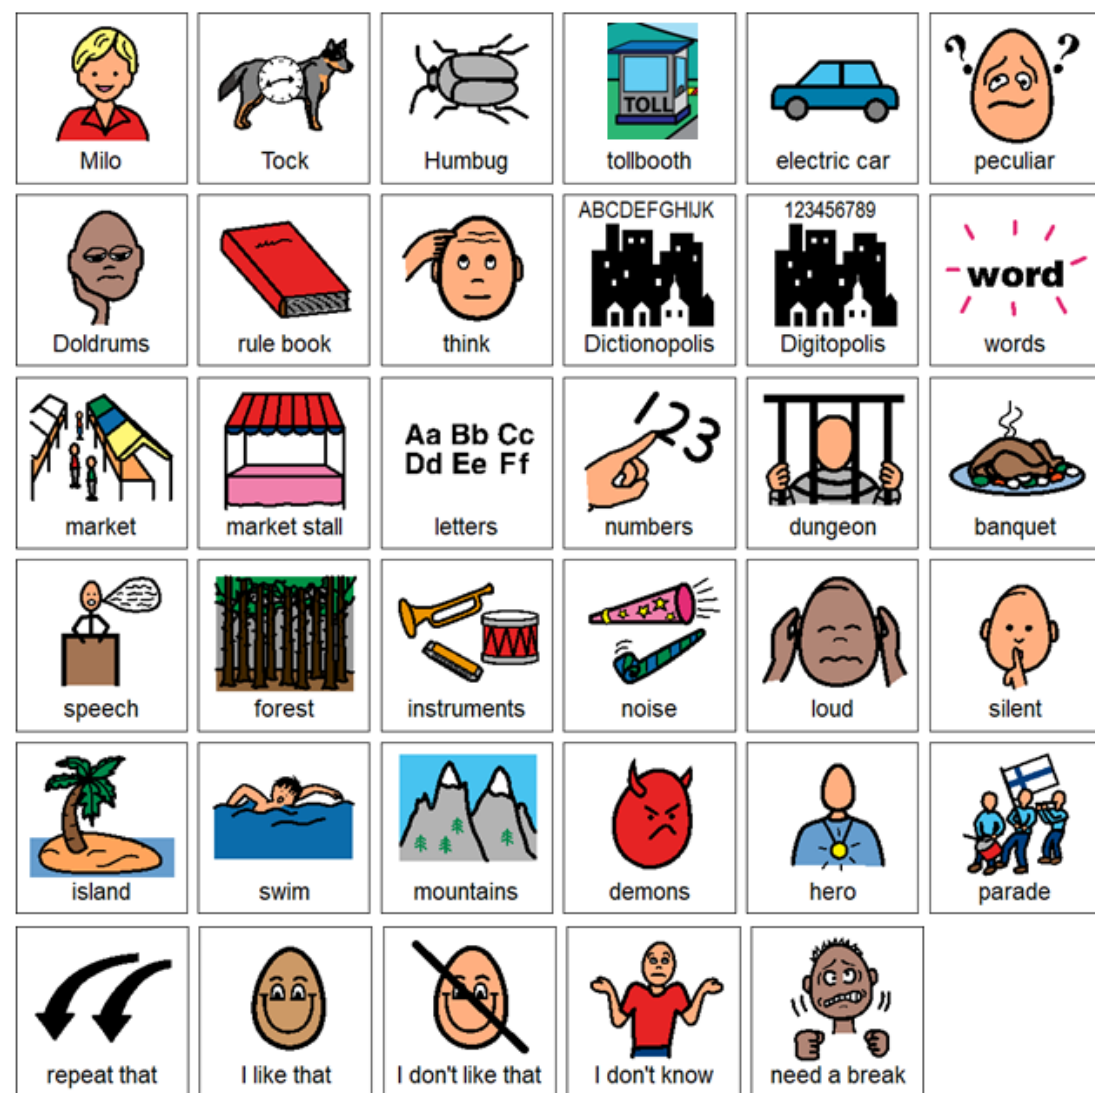 Milo
Tock
Humbug
TOLL
tollbooth
electric car
? ?
peculiar
Doldrums
rule book
think
ABCDEFGHIJK
Dictionopolis
123456789
Digitopolis
word
words
market
market stall
Aa Bb Cc
Dd Ee Ff
letters
123
numbers
dungeon
banquet
speech
forest
instruments
noise
loud
silent
island
swim
mountains
demons
hero
parade
repeat that
I like that
I don't like that
I don't know
need a break